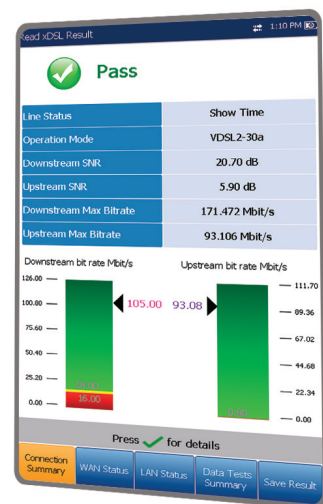 Read xDSL Result
1:10 PM
Pass
Line Status Show Time
Operation Mode VDSL2-30a
Downstream SNR 20.70 dB
Upstream SNR 5.90 dB
Downstream Max Bitrate 171.472 Mbit/s
Upstream Max Bitrate 93.106 Mbit/s
Downstream bit rate Mbit/s
126.00
100.80
75.60
50.40
25.20
0.00
105.00
16.00
Upstream bit rate Mbit/s
93.08
111.70
89.36
67.02
44.68
22.34
0.00
Press for details
Connection Summary
WAN Status
LAN Status
Data Tests Summary
Save Result